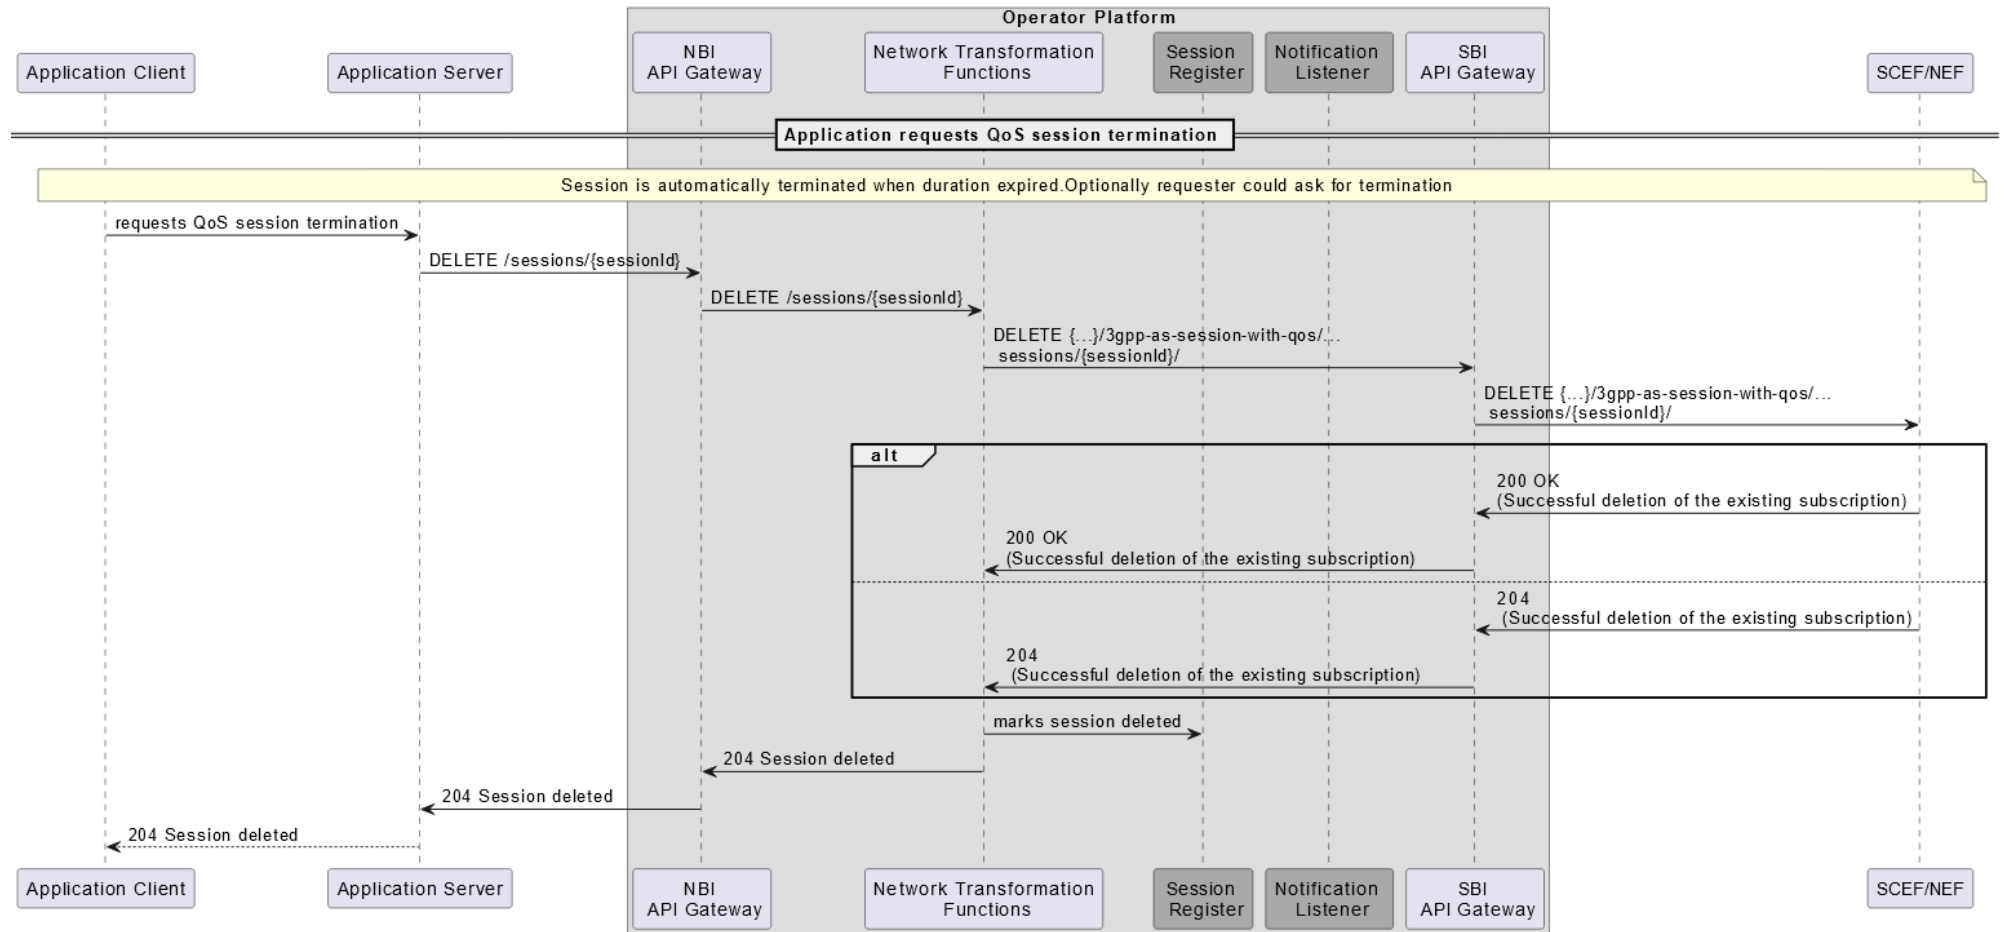 Operator Platform
Application Client
Application Server
NBI
API Gateway
Network Transformation
Functions
Session
Register
Notification
Listener
SBI
API Gateway
SCEF/NEF
Application requests QoS session termination
Session is automatically terminated when duration expired.Optionally requester could ask for termination
requests QoS session termination
DELETE /sessions/{sessionId}
DELETE /sessions/{sessionId}
DELETE {...}/3gpp-as-session-with-qos/...
sessions/{sessionId}/
DELETE {...}/3gpp-as-session-with-qos/...
sessions/{sessionId}/
alt
200 OK
(Successful deletion of the existing subscription)
200 OK
(Successful deletion of the existing subscription)
204
(Successful deletion of the existing subscription)
204
(Successful deletion of the existing subscription)
marks session deleted
204 Session deleted
204 Session deleted
204 Session deleted
Application Client
Application Server
NBI
API Gateway
Network Transformation
Functions
Session
Register
Notification
Listener
SBI
API Gateway
SCEF/NEF